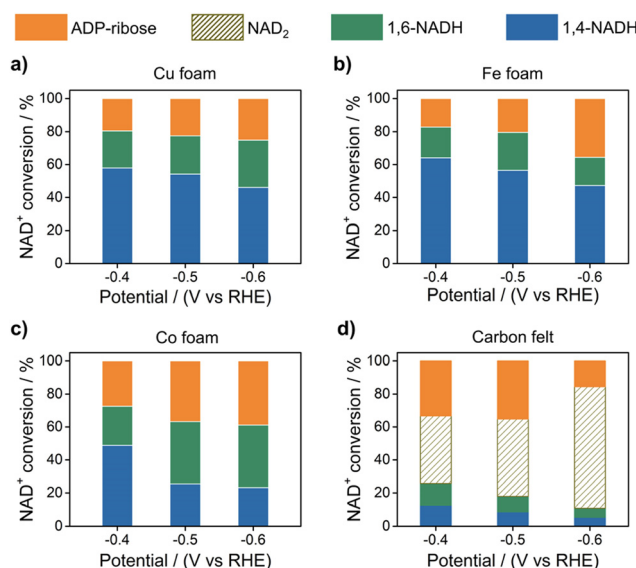 ADP-ribose NAD₂ 1,6-NADH 1,4-NADH
a) Cu foam
NAD⁺ conversion / %
100
80
60
40
20
0
-0.4 -0.5 -0.6
Potential / (V vs RHE)
b) Fe foam
NAD⁺ conversion / %
100
80
60
40
20
0
-0.4 -0.5 -0.6
Potential / (V vs RHE)
c) Co foam
NAD⁺ conversion / %
100
80
60
40
20
0
-0.4 -0.5 -0.6
Potential / (V vs RHE)
d) Carbon felt
NAD⁺ conversion / %
100
80
60
40
20
0
-0.4 -0.5 -0.6
Potential / (V vs RHE)